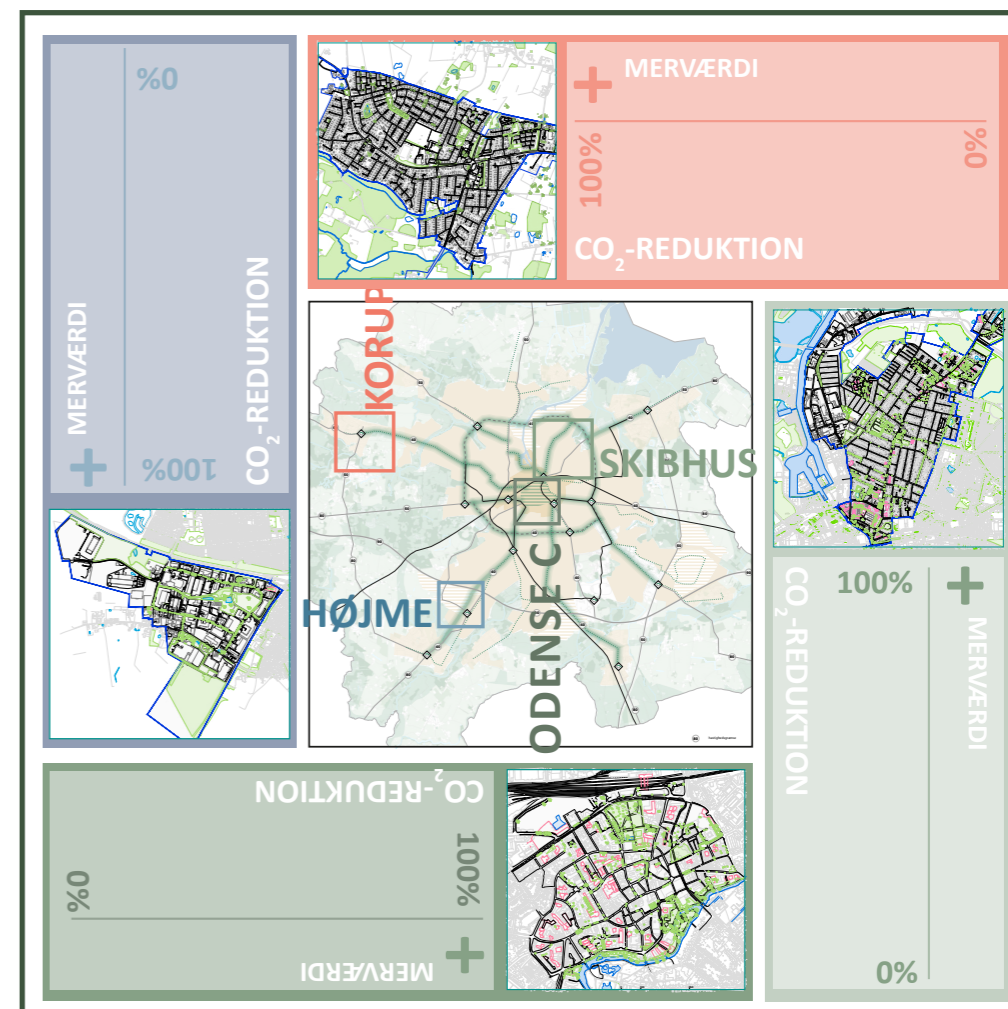 0%
MERVÆRDI
CO₂-REDUKTION
100%
MERVÆRDI
100%
0%
CO₂-REDUKTION
KORUP
SKIBHUS
HØJME
ODENSE C
CO₂-REDUKTION
100%
MERVÆRDI
0%
CO₂-REDUKTION
100%
0%
MERVÆRDI